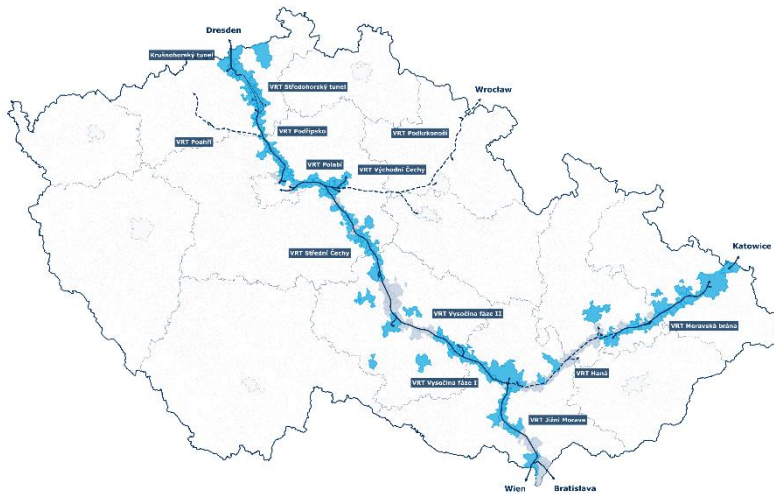 Dresden
Krušnohorský tunel
VRT Středohorský tunel
Wrocław
VRT Podřipsko
VRT Podkrkonoší
VRT Poohří
VRT Polabí
VRT Východní Čechy
VRT Střední Čechy
Katowice
VRT Vysočina fáze II
VRT Moravská brána
VRT Haná
VRT Vysočina fáze I
VRT Jižní Morava
Wien
Bratislava